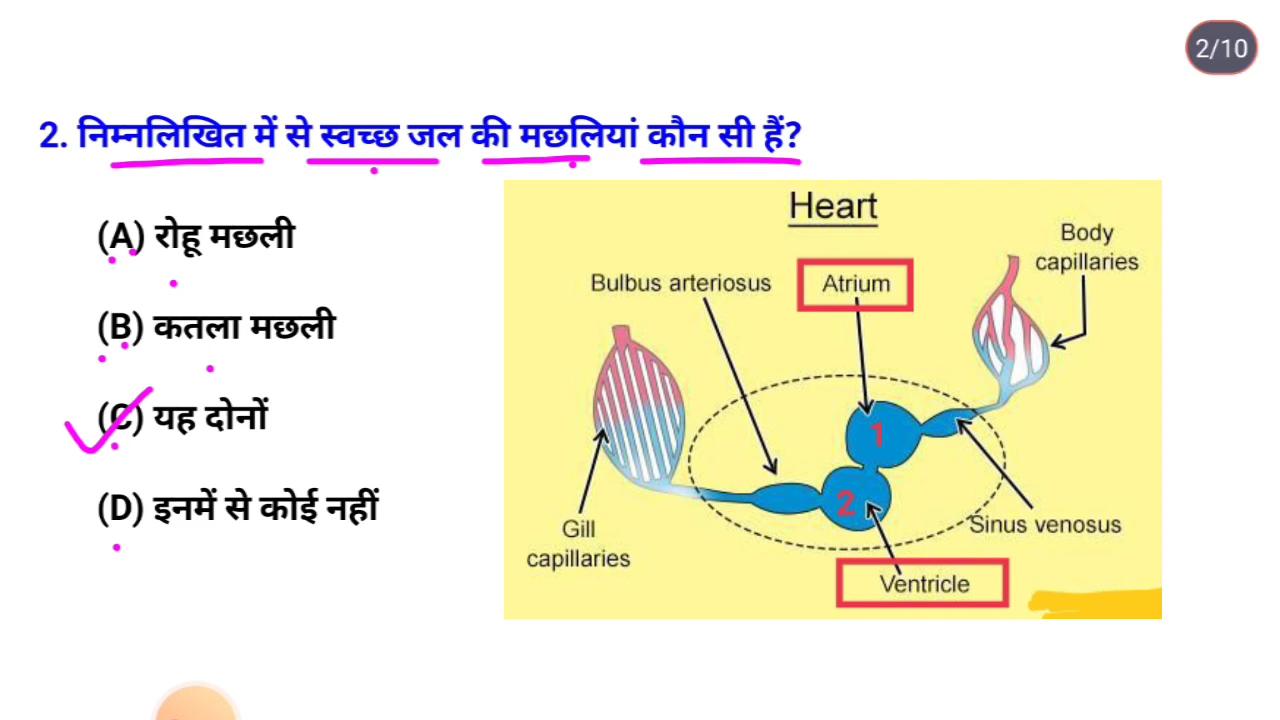 2/10
2. निम्नलिखित में से स्वच्छ जल की मछलियां कौन सी हैं?
(A) रोहू मछली
(B) कतला मछली
(C) यह दोनों
(D) इनमें से कोई नहीं
Heart
Body
capillaries
Bulbus arteriosus
Atrium
1
2
Gill
capillaries
Sinus venosus
Ventricle